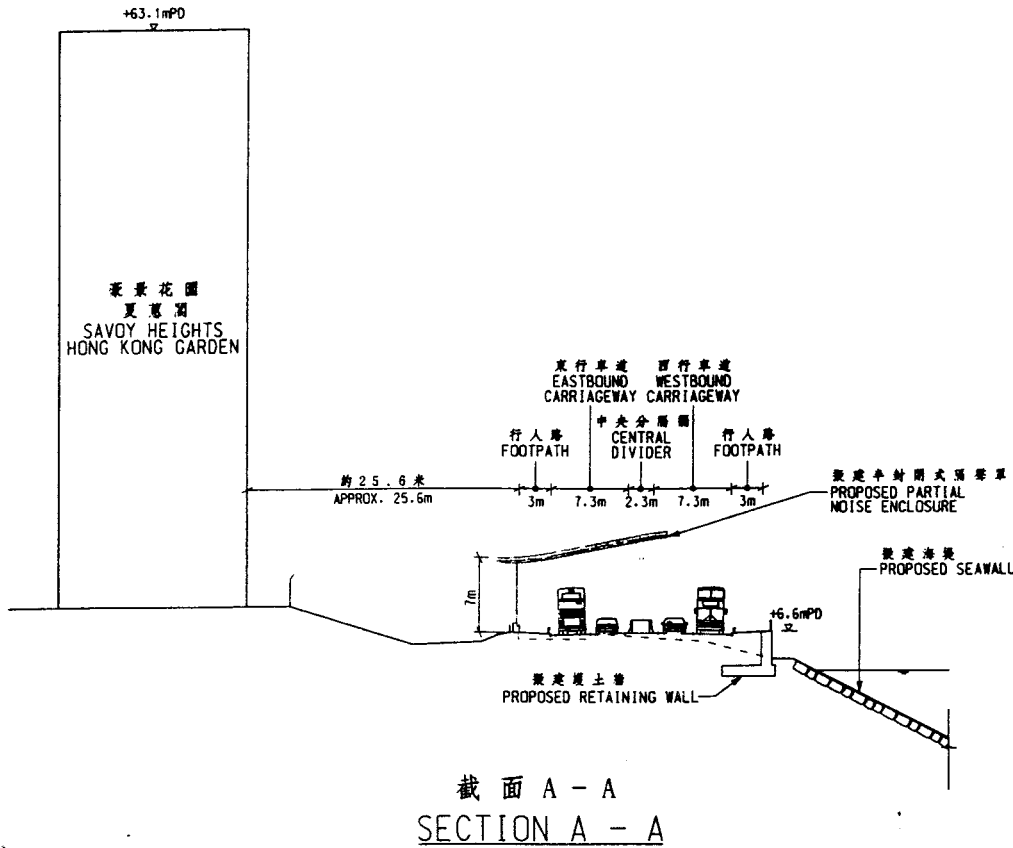 +63.1mPD
豪景花園
夏蕙閣
SAVOY HEIGHTS
HONG KONG GARDEN
東行車道
EASTBOUND
CARRIAGEWAY
西行車道
WESTBOUND
CARRIAGEWAY
行人路
FOOTPATH
中央分隔欄
CENTRAL
DIVIDER
行人路
FOOTPATH
約25.6米
APPROX. 25.6m
3m
7.3m
2.3m
7.3m
3m
擬建半封閉式隔聲罩
PROPOSED PARTIAL
NOISE ENCLOSURE
擬建海堤
PROPOSED SEAWALL
7m
+6.6mPD
擬建護土牆
PROPOSED RETAINING WALL
截面 A - A
SECTION A - A